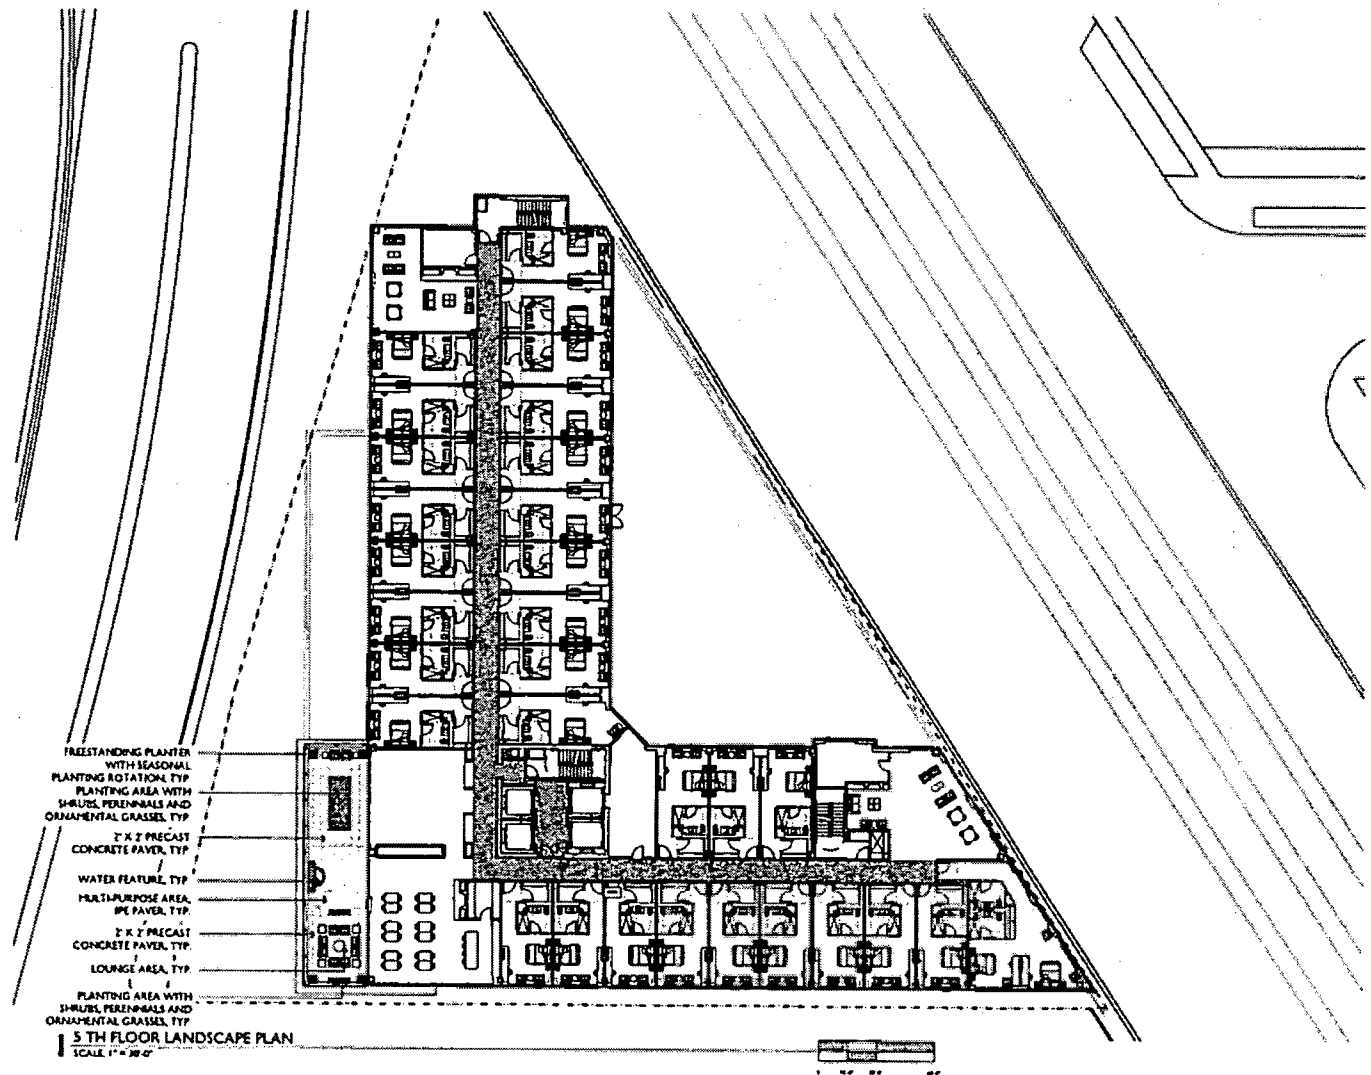 FREESTANDING PLANTER
WITH SEASONAL
PLANTING ROTATION, TYP
PLANTING AREA WITH
SHRUBS, PERENNIALS AND
ORNAMENTAL GRASSES, TYP
2' X 2' PRECAST
CONCRETE PAVER, TYP
WATER FEATURE, TYP
MULTI-PURPOSE AREA,
IPE PAVER, TYP.
2' X 2' PRECAST
CONCRETE PAVER, TYP.
LOUNGE AREA, TYP.
PLANTING AREA WITH
SHRUBS, PERENNIALS AND
ORNAMENTAL GRASSES, TYP
5 TH FLOOR LANDSCAPE PLAN
SCALE 1" =